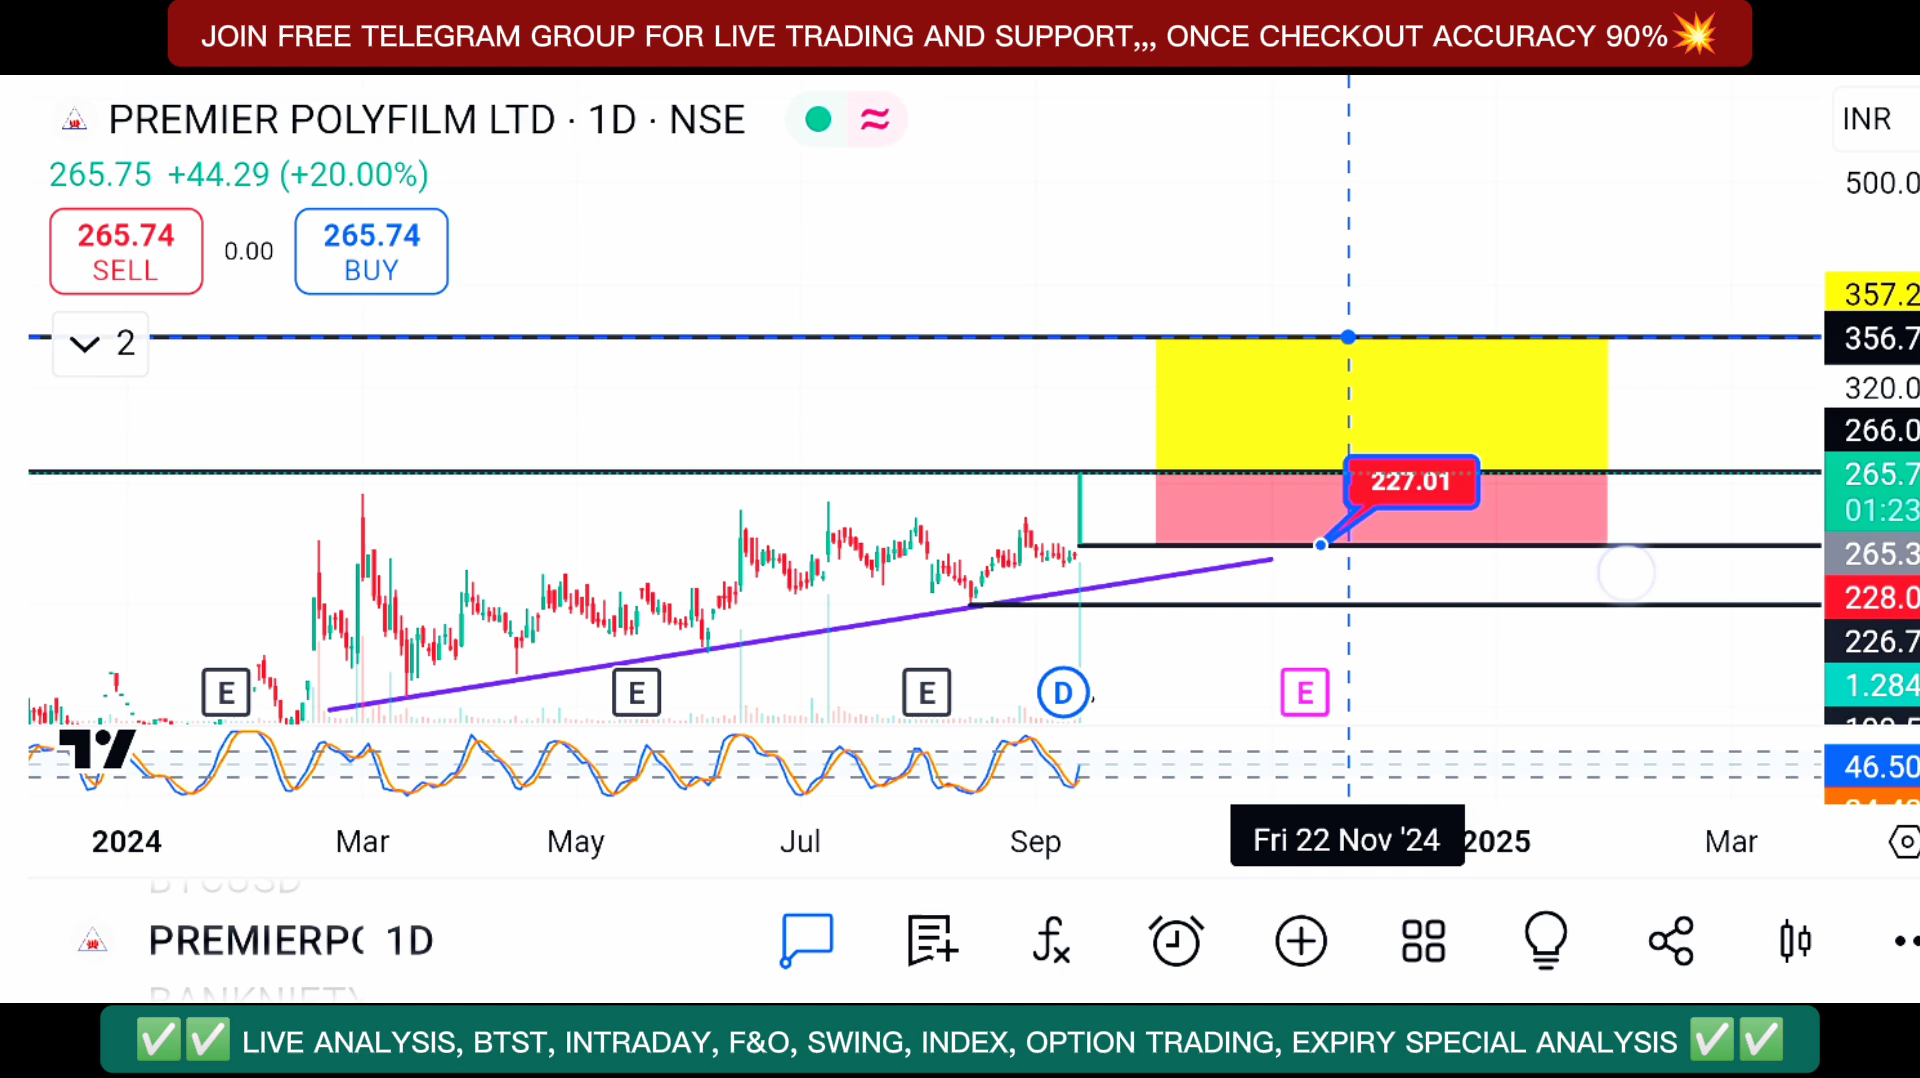 JOIN FREE TELEGRAM GROUP FOR LIVE TRADING AND SUPPORT,,, ONCE CHECKOUT ACCURACY 90%💥
PREMIER POLYFILM LTD · 1D · NSE
INR
265.75 +44.29 (+20.00%)
500.0
265.74
SELL
0.00
265.74
BUY
357.2
2
356.7
320.0
266.0
265.7
227.01
01:23
265.3
228.0
226.7
E
E
E
D
E
1.284
46.50
2024
Mar
May
Jul
Sep
Fri 22 Nov '24
2025
Mar
BTCUSD
PREMIERP 1D
BANKNIFTY
✅✅ LIVE ANALYSIS, BTST, INTRADAY, F&O, SWING, INDEX, OPTION TRADING, EXPIRY SPECIAL ANALYSIS ✅✅